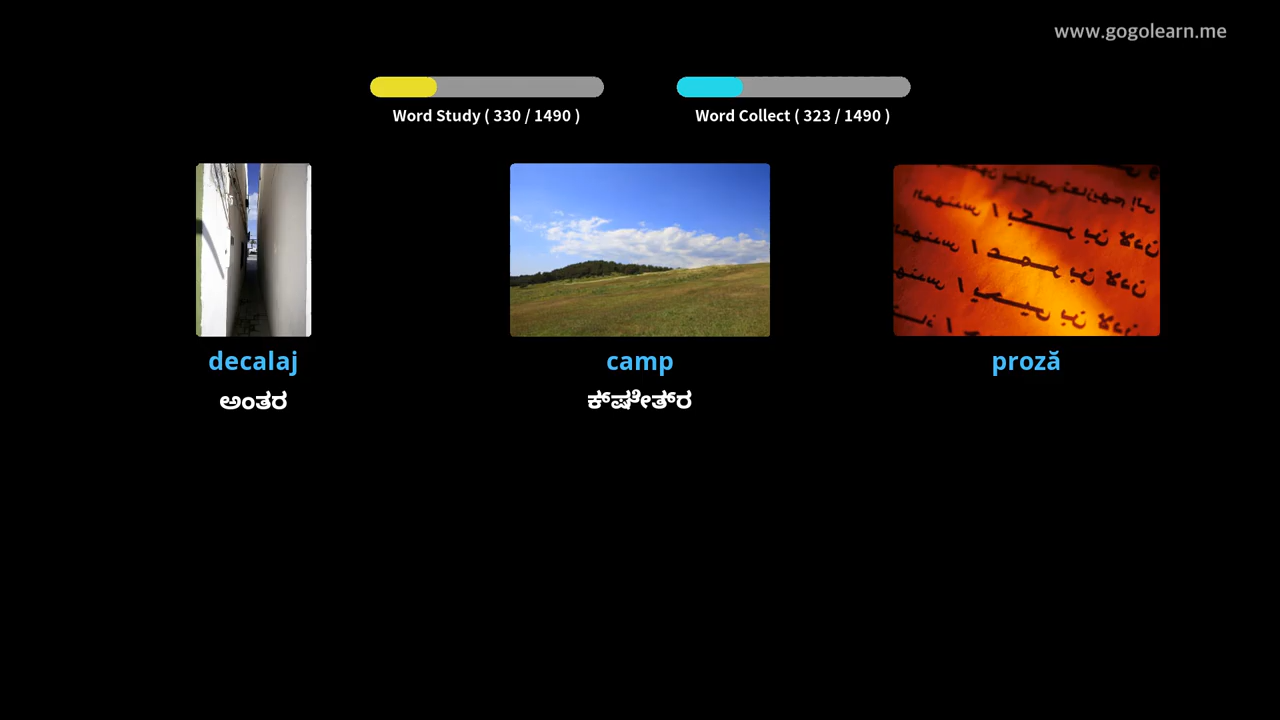 www.gogolearn.me
Word Study ( 330 / 1490 )
Word Collect ( 323 / 1490 )
decalaj
camp
proză
ಅಂತರ
ಕ್‌ಷೇತ್‌ರ